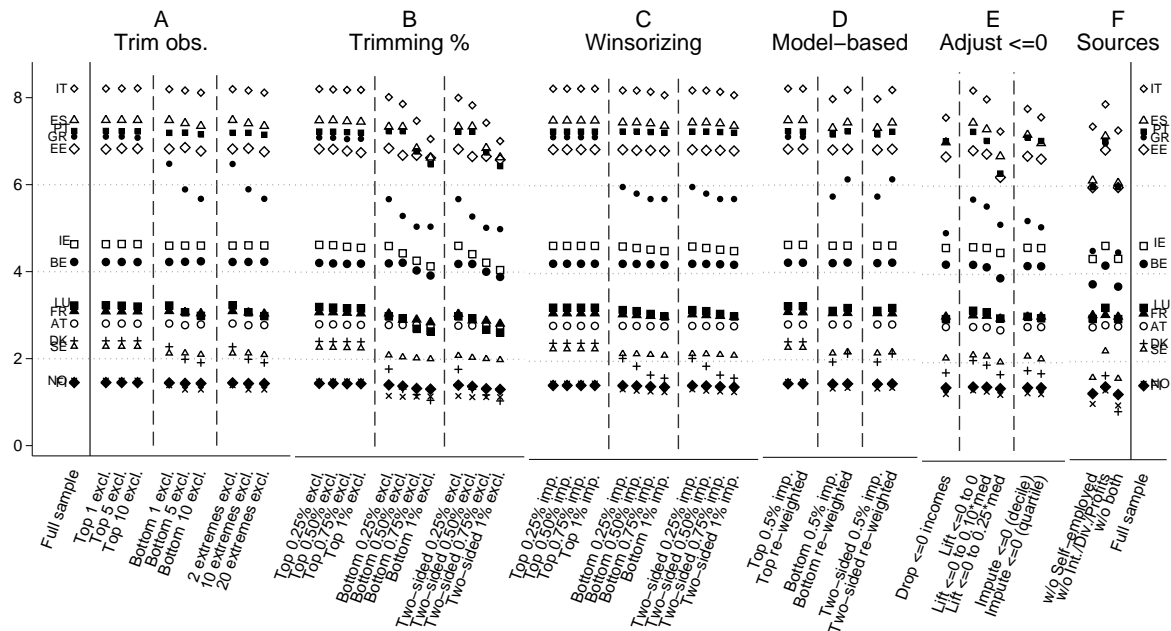 A
Trim obs.
B
Trimming %
C
Winsorizing
D
Model−based
E
Adjust <=0
F
Sources
8
6
4
2
0
IT
ES
PT
GR
EE
IE
BE
LU
FR
AT
DK
SE
NO
IT
ES
PT
GR
EE
IE
BE
LU
FR
AT
DK
SE
NO
Full sample
Top 1 excl.
Top 5 excl.
Top 10 excl.
Bottom 1 excl.
Bottom 5 excl.
Bottom 10 excl.
2 extremes excl.
10 extremes excl.
20 extremes excl.
Top 0.25% excl.
Top 0.50% excl.
Top 0.75% excl.
Top 1% excl.
Bottom 0.25% excl.
Bottom 0.50% excl.
Bottom 0.75% excl.
Bottom 1% excl.
Two−sided 0.25% excl.
Two−sided 0.50% excl.
Two−sided 0.75% excl.
Two−sided 1% excl.
Top 0.25% imp.
Top 0.50% imp.
Top 0.75% imp.
Top 1% imp.
Bottom 0.25% imp.
Bottom 0.50% imp.
Bottom 0.75% imp.
Bottom 1% imp.
Two−sided 0.25% imp.
Two−sided 0.50% imp.
Two−sided 0.75% imp.
Two−sided 1% imp.
Top 0.5% imp.
Top re−weighted
Bottom 0.5% imp.
Bottom re−weighted
Two−sided 0.5% imp.
Two−sided re−weighted
Drop <=0 incomes
Lift <=0 to 0
Lift <=0 to 0.10*med
Lift <=0 to 0.25*med
Impute <=0 (decile)
Impute <=0 (quartile)
w/o Self−Employed
w/o Int./Div./Profits
w/o both
Full sample